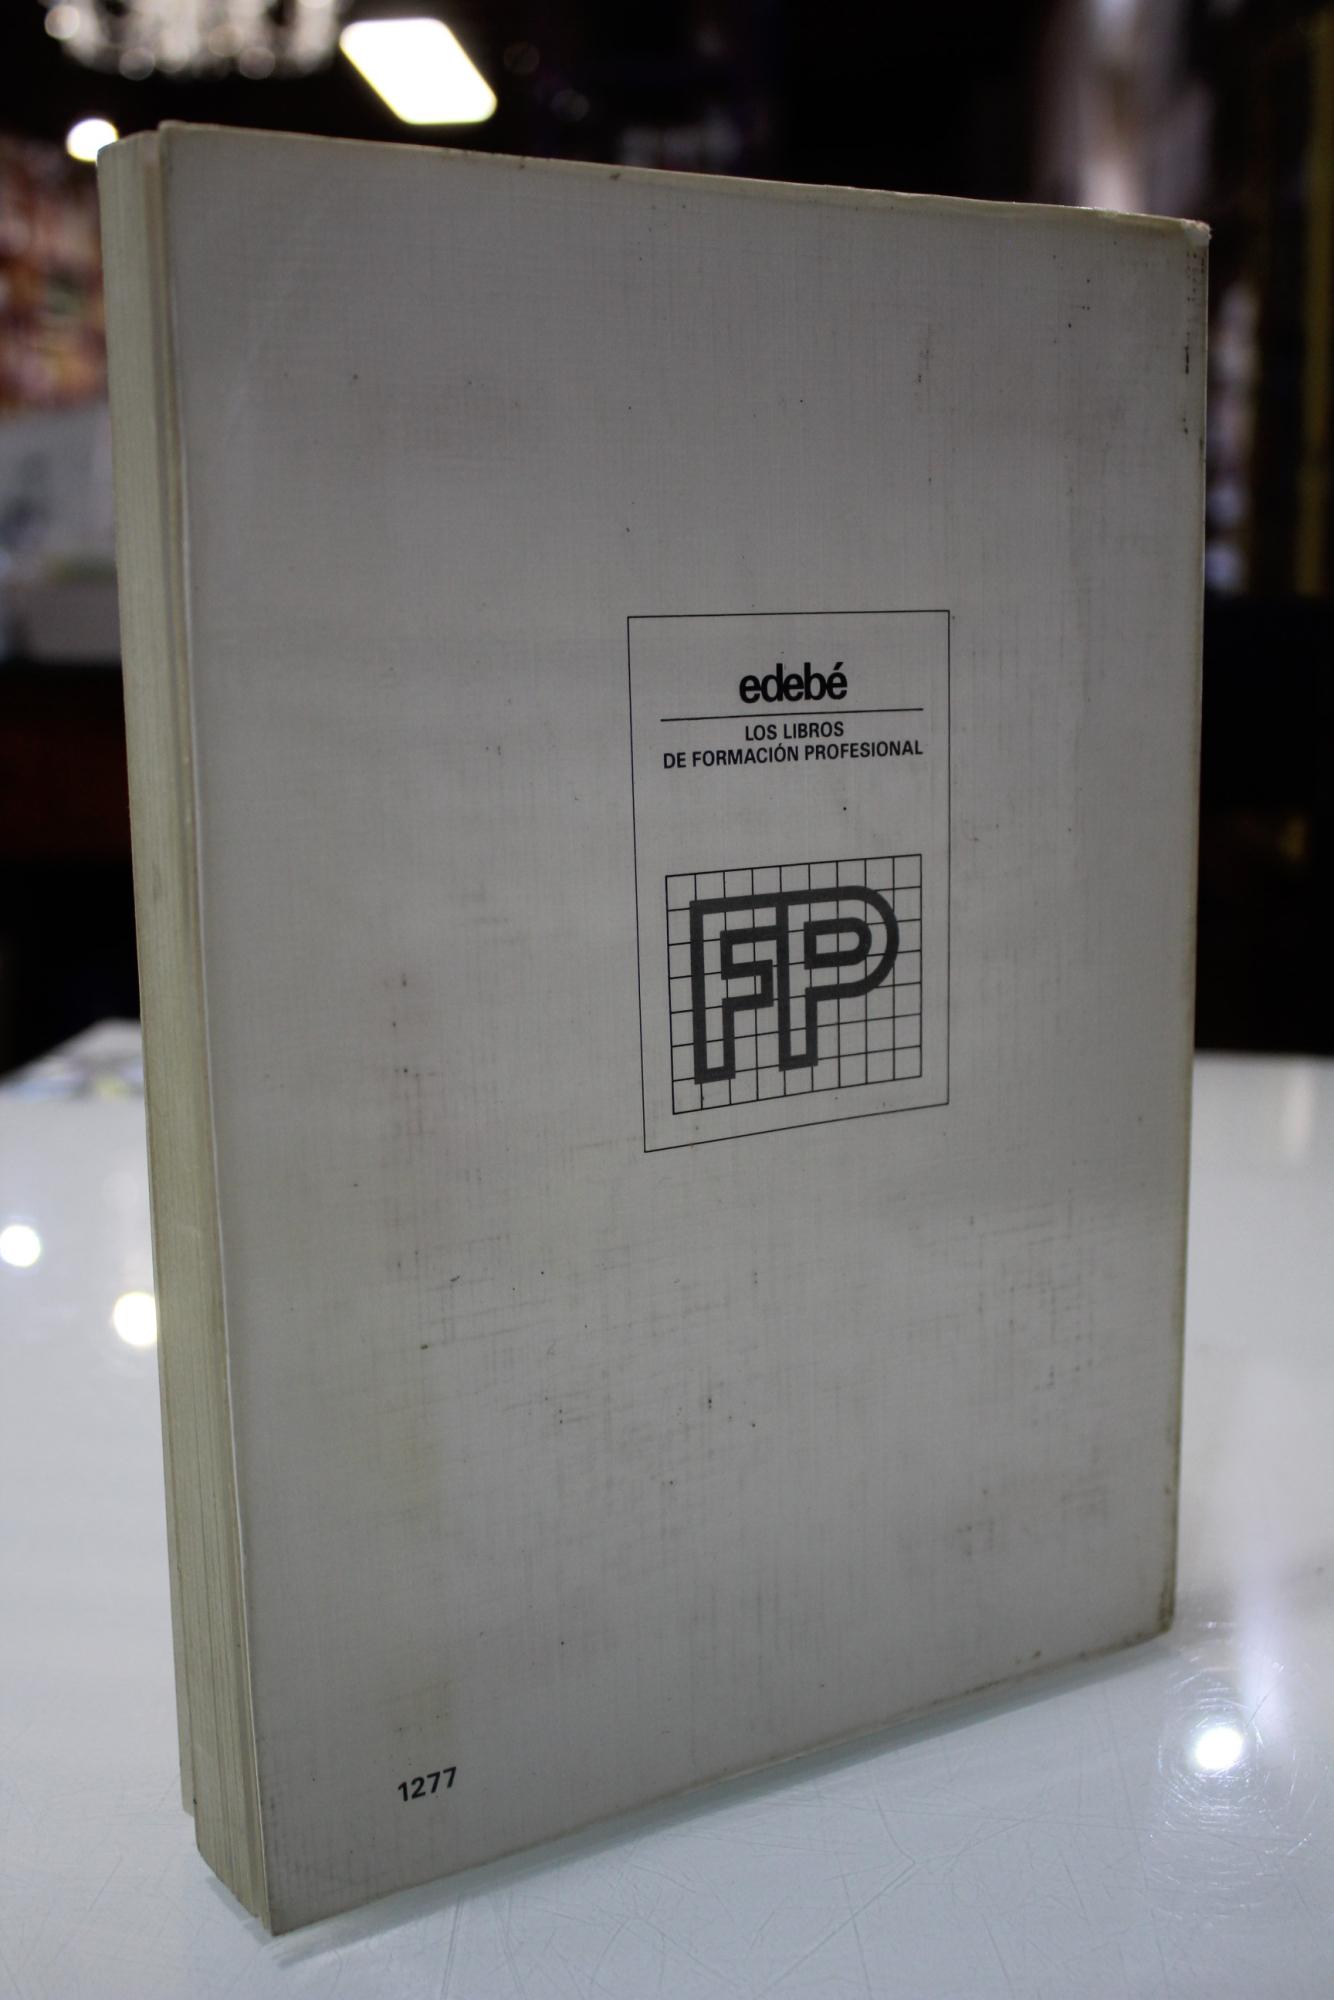 edebé
LOS LIBROS
DE FORMACIÓN PROFESIONAL
FP
1277